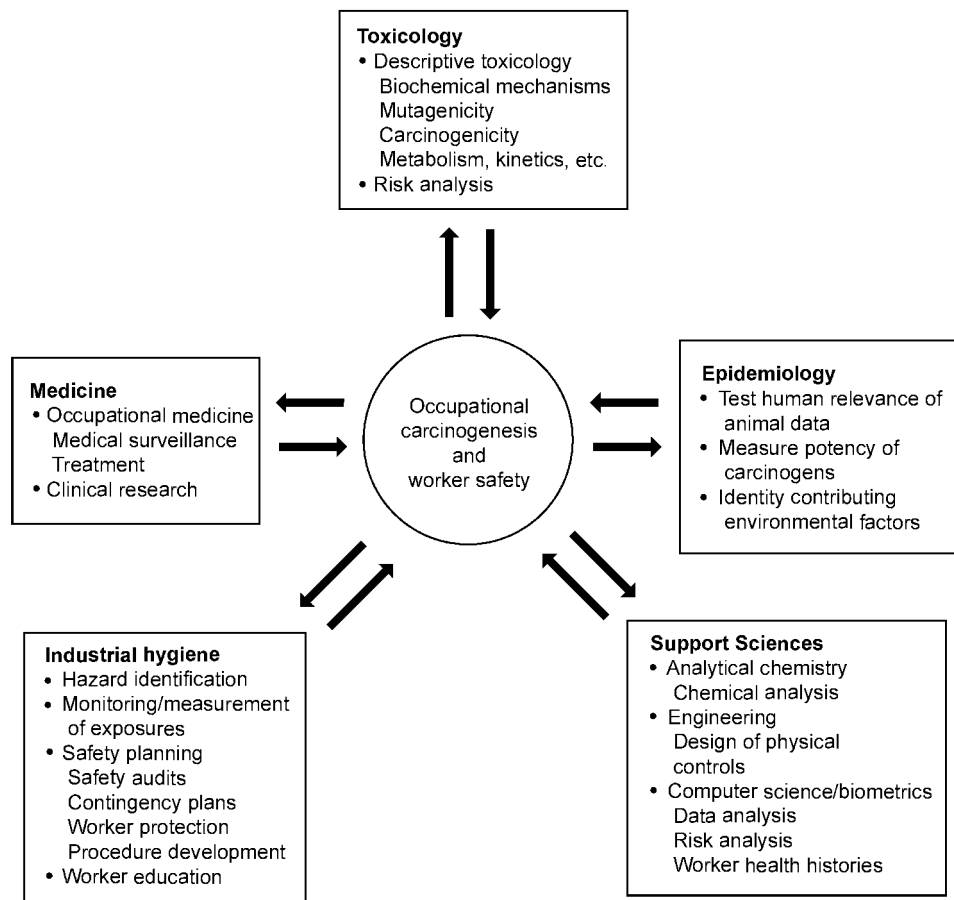 Toxicology
• Descriptive toxicology
Biochemical mechanisms
Mutagenicity
Carcinogenicity
Metabolism, kinetics, etc.
• Risk analysis
Medicine
• Occupational medicine
Medical surveillance
Treatment
• Clinical research
Occupational
carcinogenesis
and
worker safety
Epidemiology
• Test human relevance of
animal data
• Measure potency of
carcinogens
• Identity contributing
environmental factors
Industrial hygiene
• Hazard identification
• Monitoring/measurement
of exposures
• Safety planning
Safety audits
Contingency plans
Worker protection
Procedure development
• Worker education
Support Sciences
• Analytical chemistry
Chemical analysis
• Engineering
Design of physical
controls
• Computer science/biometrics
Data analysis
Risk analysis
Worker health histories